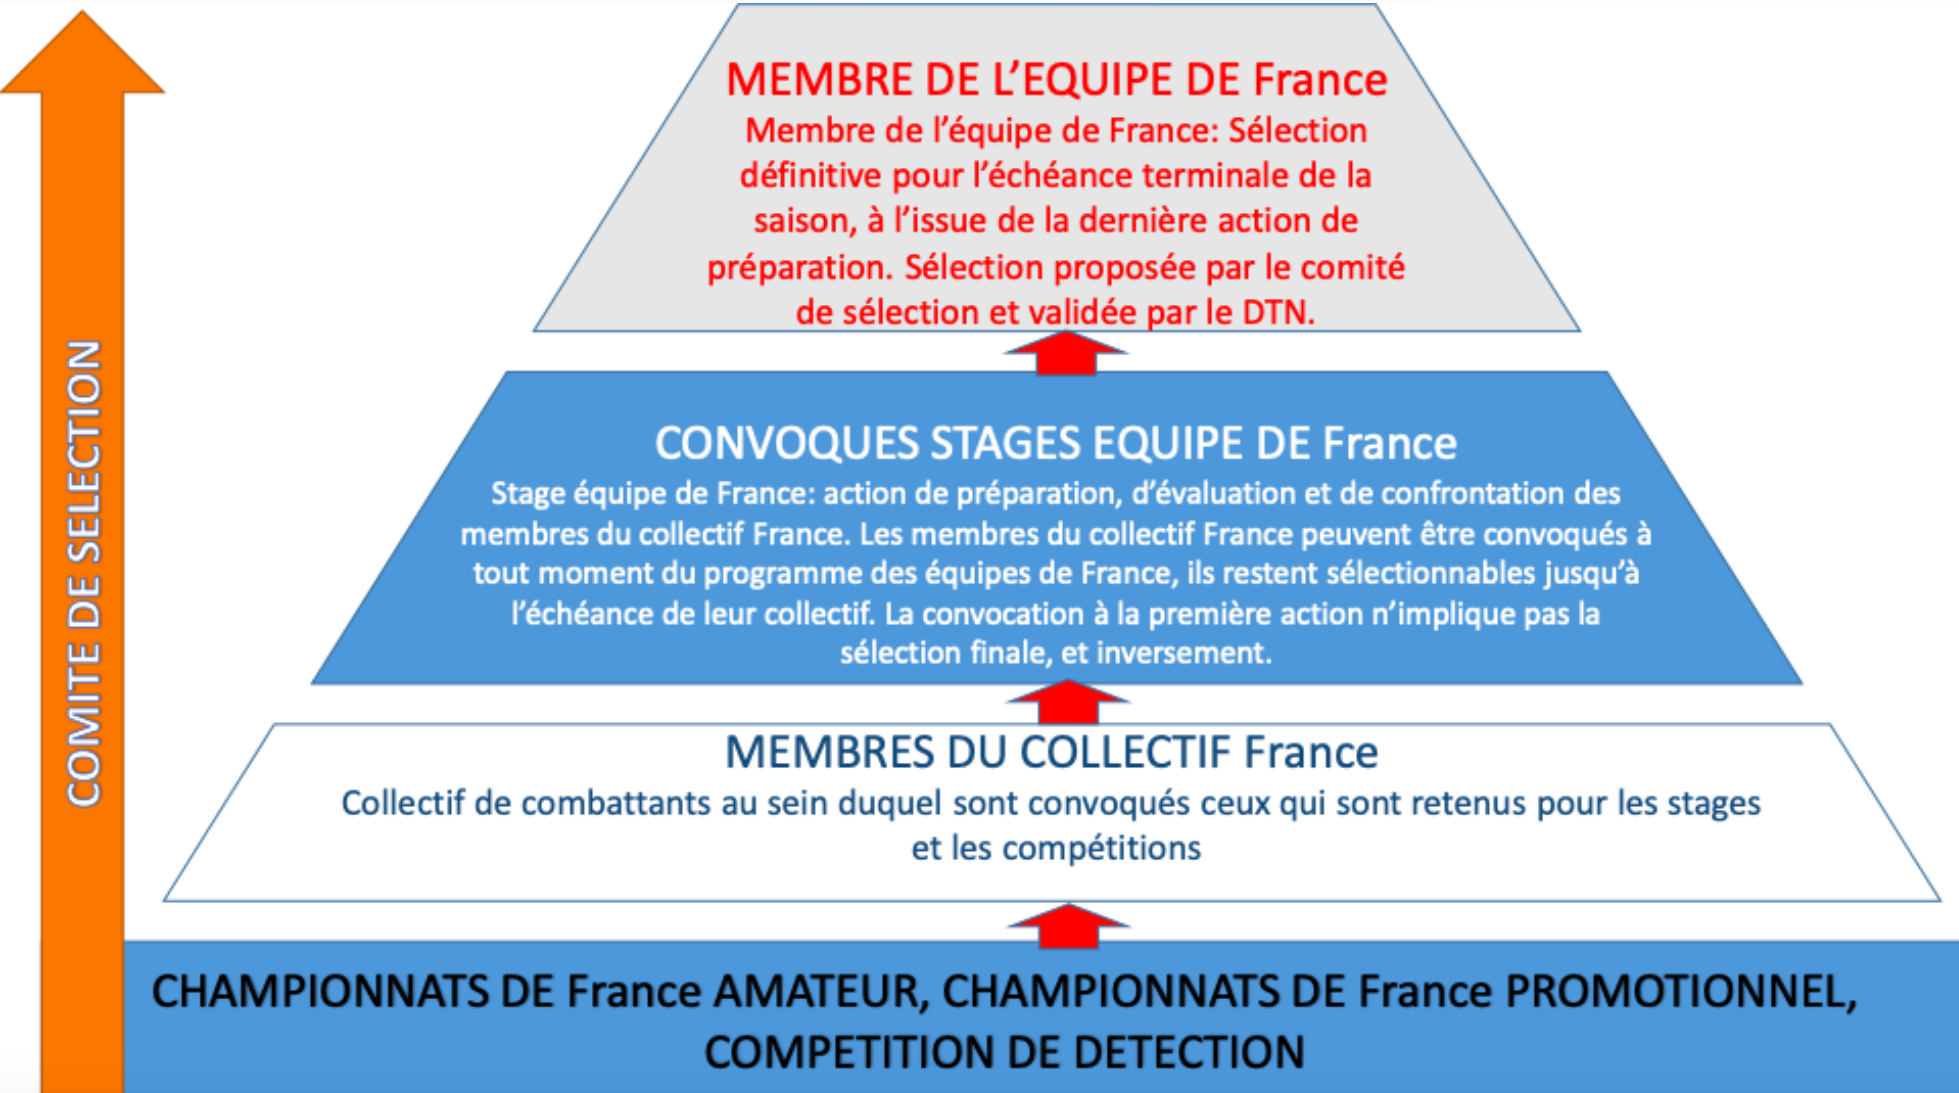 COMITE DE SELECTION
MEMBRE DE L’EQUIPE DE France
Membre de l’équipe de France: Sélection
définitive pour l’échéance terminale de la
saison, à l’issue de la dernière action de
préparation. Sélection proposée par le comité
de sélection et validée par le DTN.
CONVOQUES STAGES EQUIPE DE France
Stage équipe de France: action de préparation, d’évaluation et de confrontation des
membres du collectif France. Les membres du collectif France peuvent être convoqués à
tout moment du programme des équipes de France, ils restent sélectionnables jusqu’à
l’échéance de leur collectif. La convocation à la première action n’implique pas la
sélection finale, et inversement.
MEMBRES DU COLLECTIF France
Collectif de combattants au sein duquel sont convoqués ceux qui sont retenus pour les stages
et les compétitions
CHAMPIONNATS DE France AMATEUR, CHAMPIONNATS DE France PROMOTIONNEL,
COMPETITION DE DETECTION